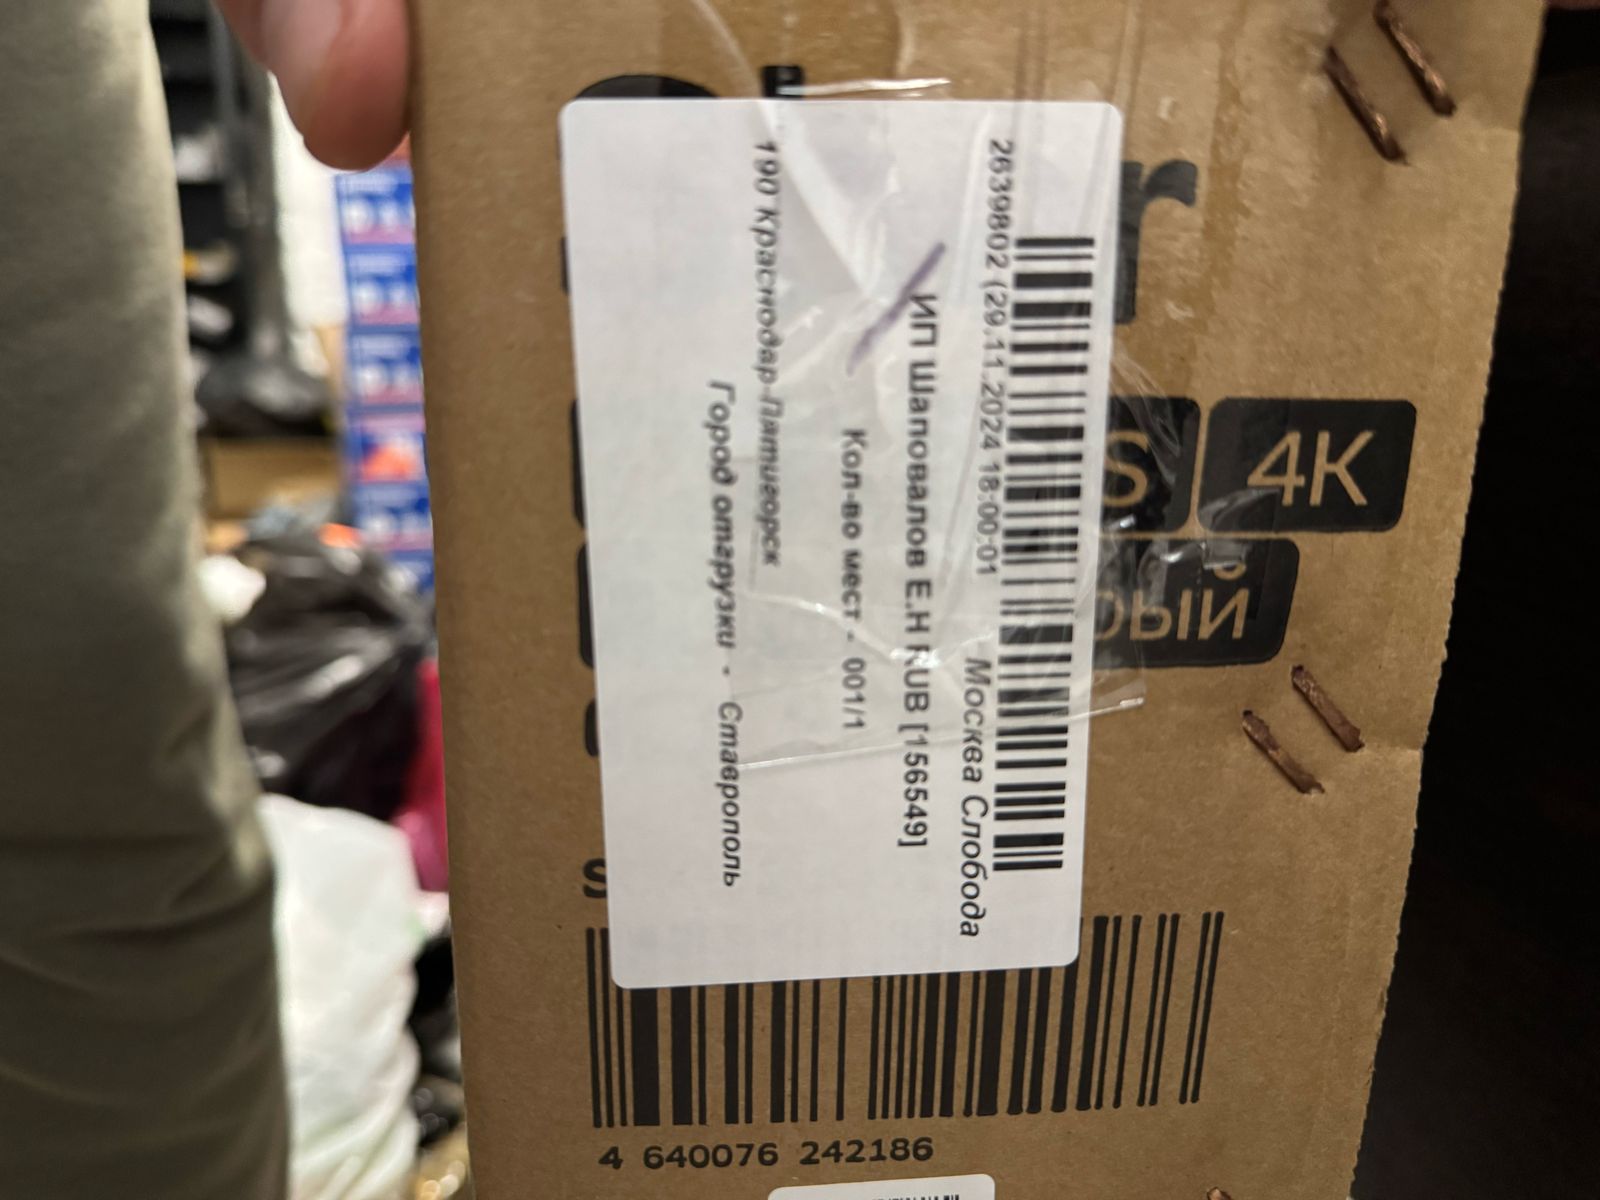 2639802 (29.11.2024 18:00:01
Москва Слобода
ИП Шаповалов Е.Н RUB [156549]
Кол-во мест - 001/1
190 Краснодар-Пятигорск
Город отгрузки - Ставрополь
S
4K
ОРЫЙ
S
4 640076 242186